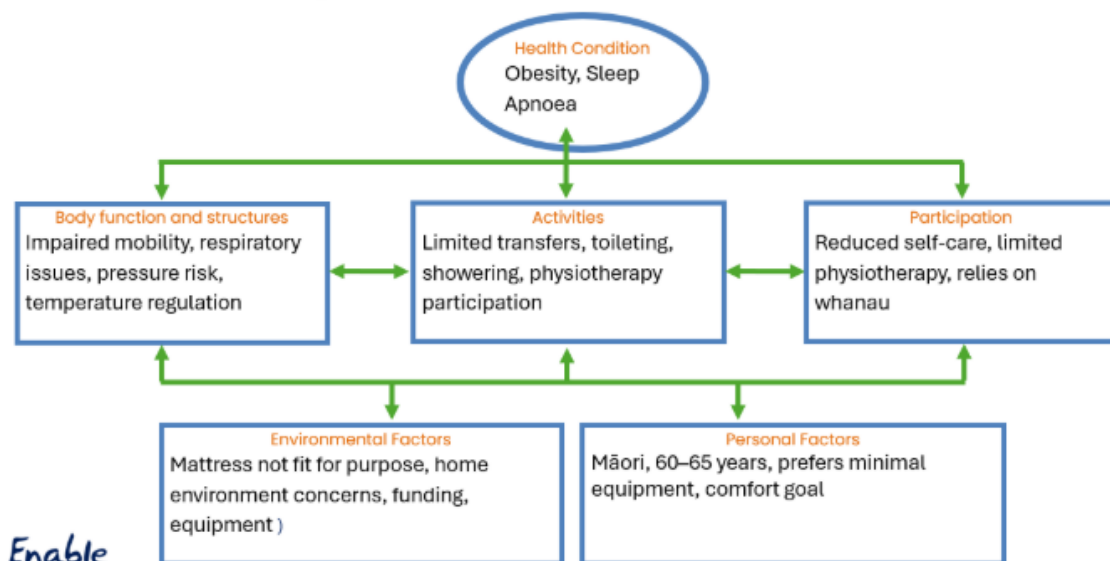 Health Condition
Obesity, Sleep
Apnoea
Body function and structures
Impaired mobility, respiratory
issues, pressure risk,
temperature regulation
Activities
Limited transfers, toileting,
showering, physiotherapy
participation
Participation
Reduced self-care, limited
physiotherapy, relies on
whanau
Environmental Factors
Mattress not fit for purpose, home
environment concerns, funding,
equipment )
Personal Factors
Māori, 60–65 years, prefers minimal
equipment, comfort goal
Enable